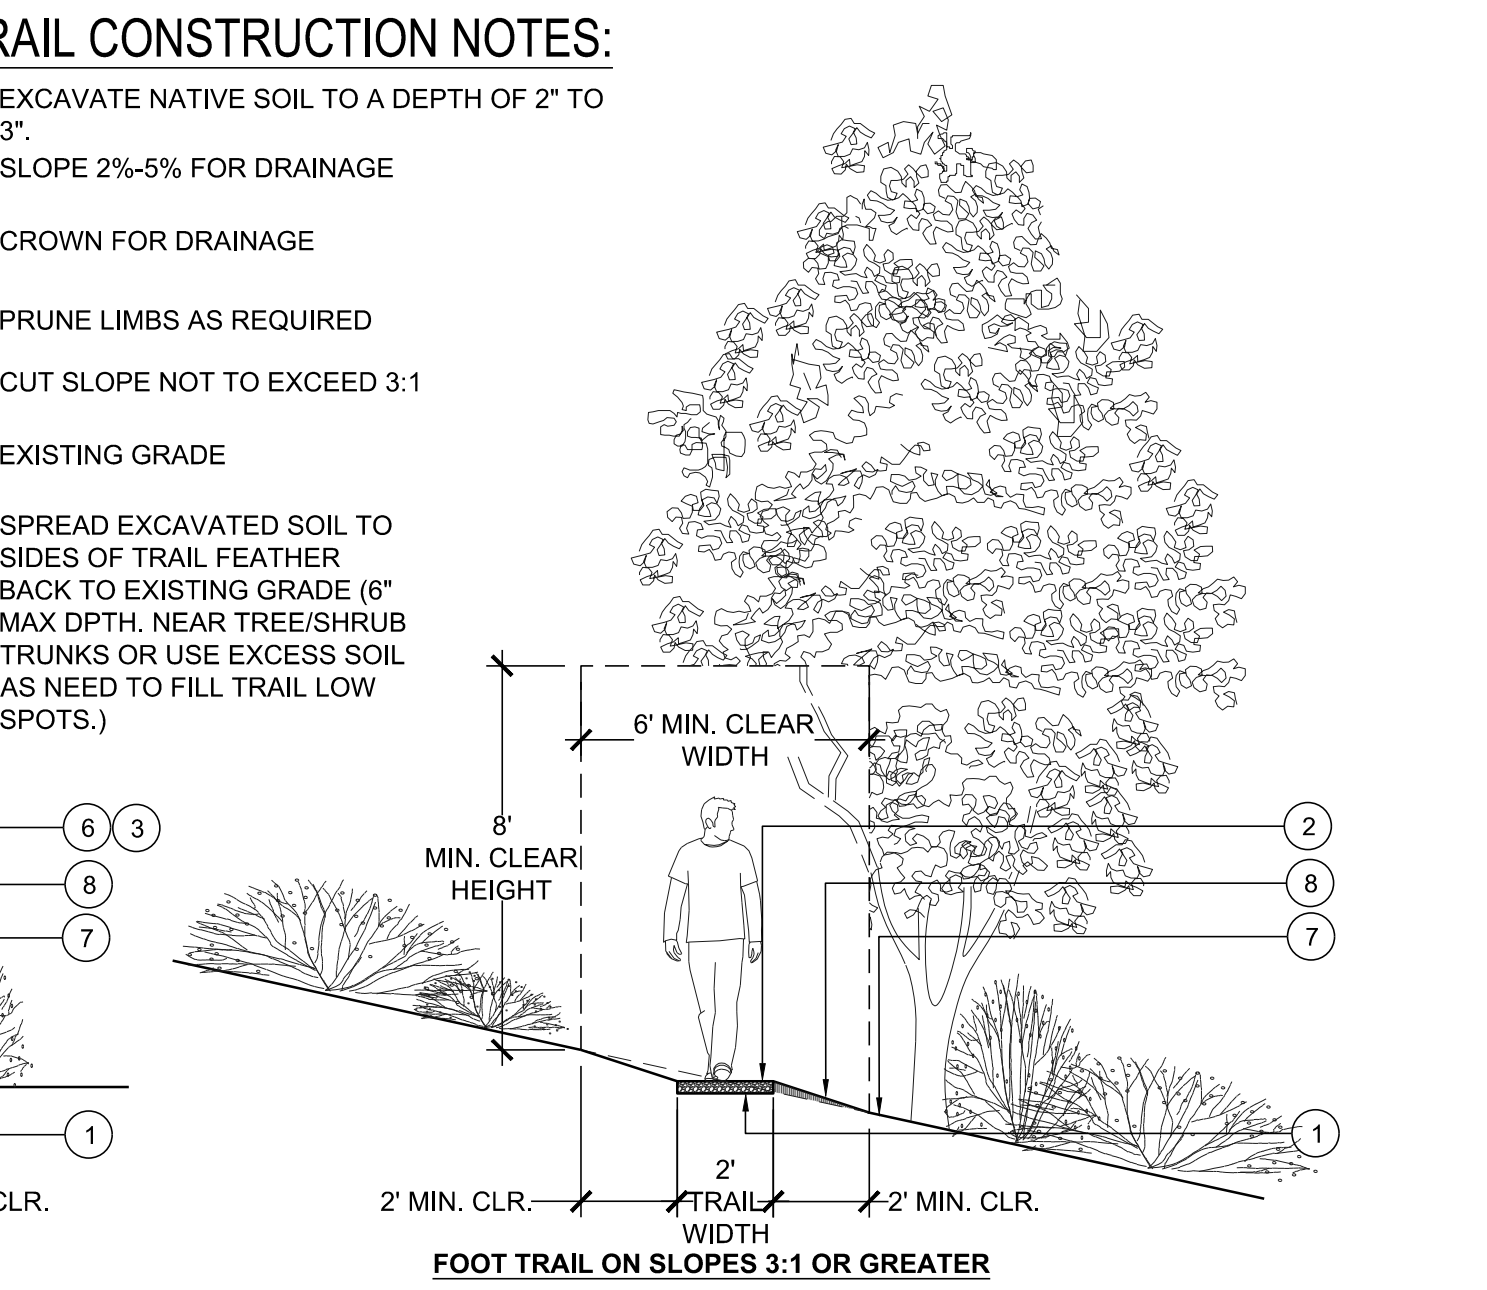 RAIL CONSTRUCTION NOTES:
EXCAVATE NATIVE SOIL TO A DEPTH OF 2" TO
3".
SLOPE 2%-5% FOR DRAINAGE
CROWN FOR DRAINAGE
PRUNE LIMBS AS REQUIRED
CUT SLOPE NOT TO EXCEED 3:1
EXISTING GRADE
SPREAD EXCAVATED SOIL TO
SIDES OF TRAIL FEATHER
BACK TO EXISTING GRADE (6"
MAX DPTH. NEAR TREE/SHRUB
TRUNKS OR USE EXCESS SOIL
AS NEED TO FILL TRAIL LOW
SPOTS.)
6 3
8
7
1
CLR.
6' MIN. CLEAR
WIDTH
8'
MIN. CLEAR
HEIGHT
2
8
7
1
2' MIN. CLR.
2'
TRAIL
WIDTH
2' MIN. CLR.
FOOT TRAIL ON SLOPES 3:1 OR GREATER